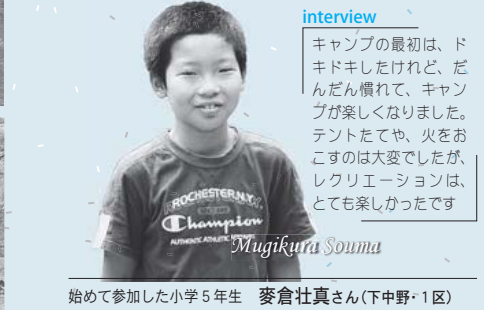 interview
キャンプの最初は、ド
キドキしたけれど、だ
んだん慣れて、キャン
プが楽しくなりました。
テントたてや、火をお
こすのは大変でしたが、
レクリエーションは、
とても楽しかったです
ROCHESTER,N.Y.
Champion
AUTHENTIC ATHLETIC APPAREL
Mugikura Souma
始めて参加した小学５年生　麥倉壮真さん(下中野・１区)